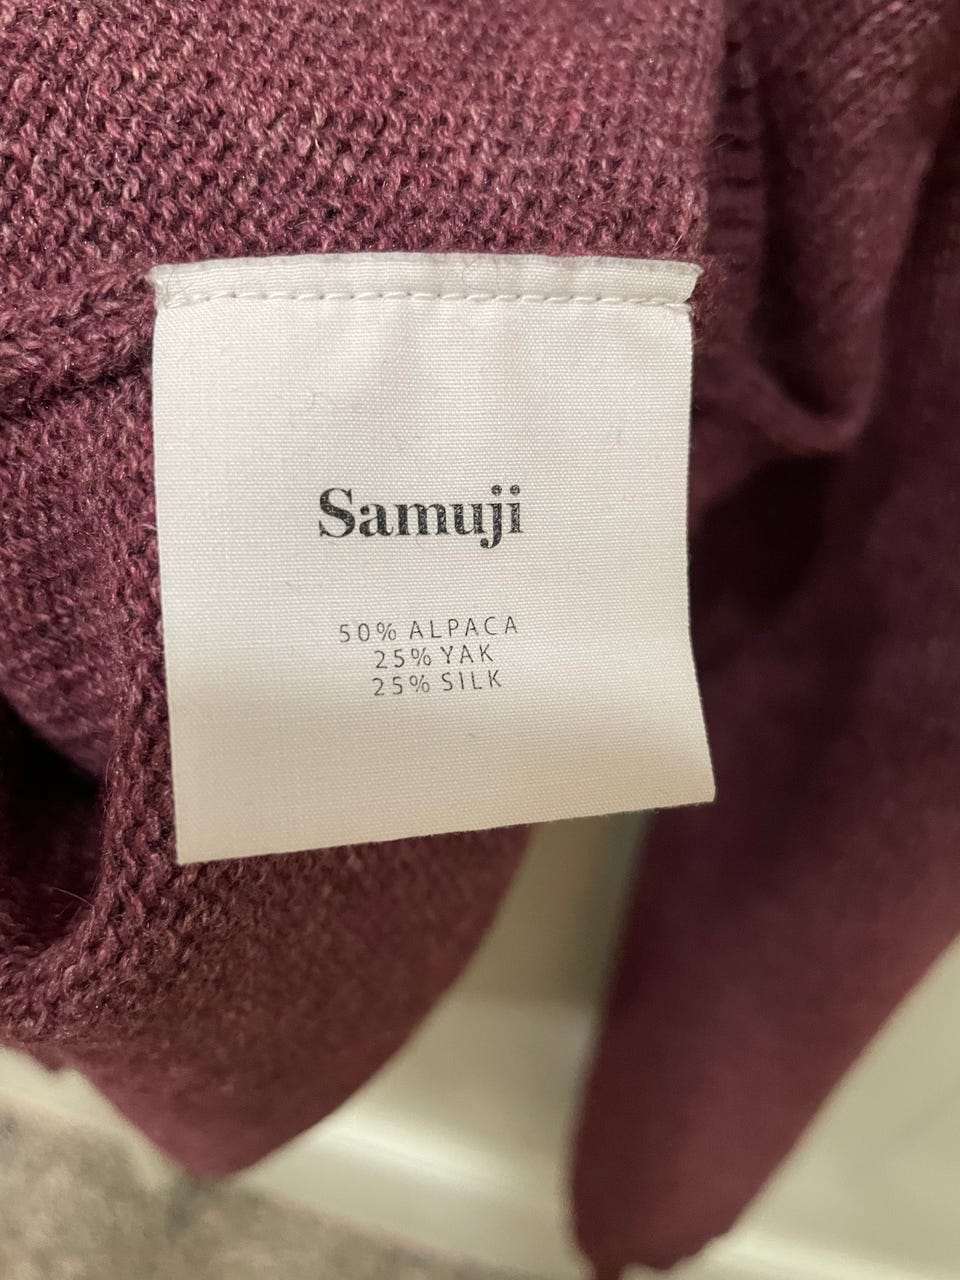 Samuji
50% ALPACA
25% YAK
25% SILK